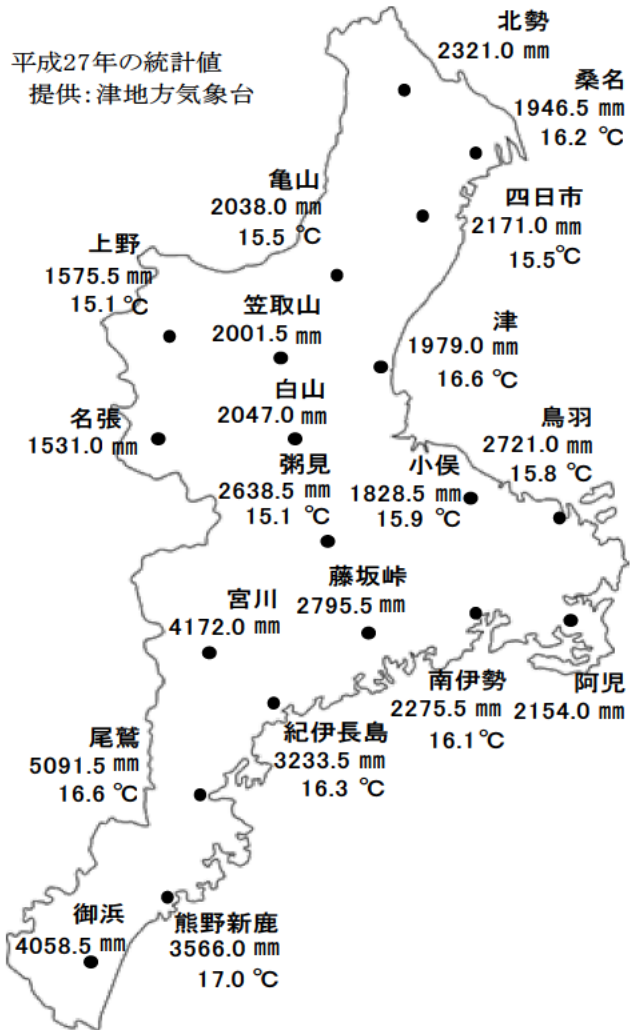 平成27年の統計値
提供:津地方気象台
北勢
2321.0 mm
桑名
1946.5 mm
16.2 ℃
四日市
2171.0 mm
15.5℃
亀山
2038.0 mm
15.5 ℃
上野
1575.5 mm
15.1 ℃
笠取山
2001.5 mm
津
1979.0 mm
16.6 ℃
白山
2047.0 mm
名張
1531.0 mm
鳥羽
2721.0 mm
15.8 ℃
粥見
2638.5 mm
15.1 ℃
小俣
1828.5 mm
15.9 ℃
藤坂峠
2795.5 mm
宮川
4172.0 mm
南伊勢
2275.5 mm
16.1℃
阿児
2154.0 mm
紀伊長島
3233.5 mm
16.3 ℃
尾鷲
5091.5 mm
16.6 ℃
御浜
4058.5 mm
熊野新鹿
3566.0 mm
17.0 ℃